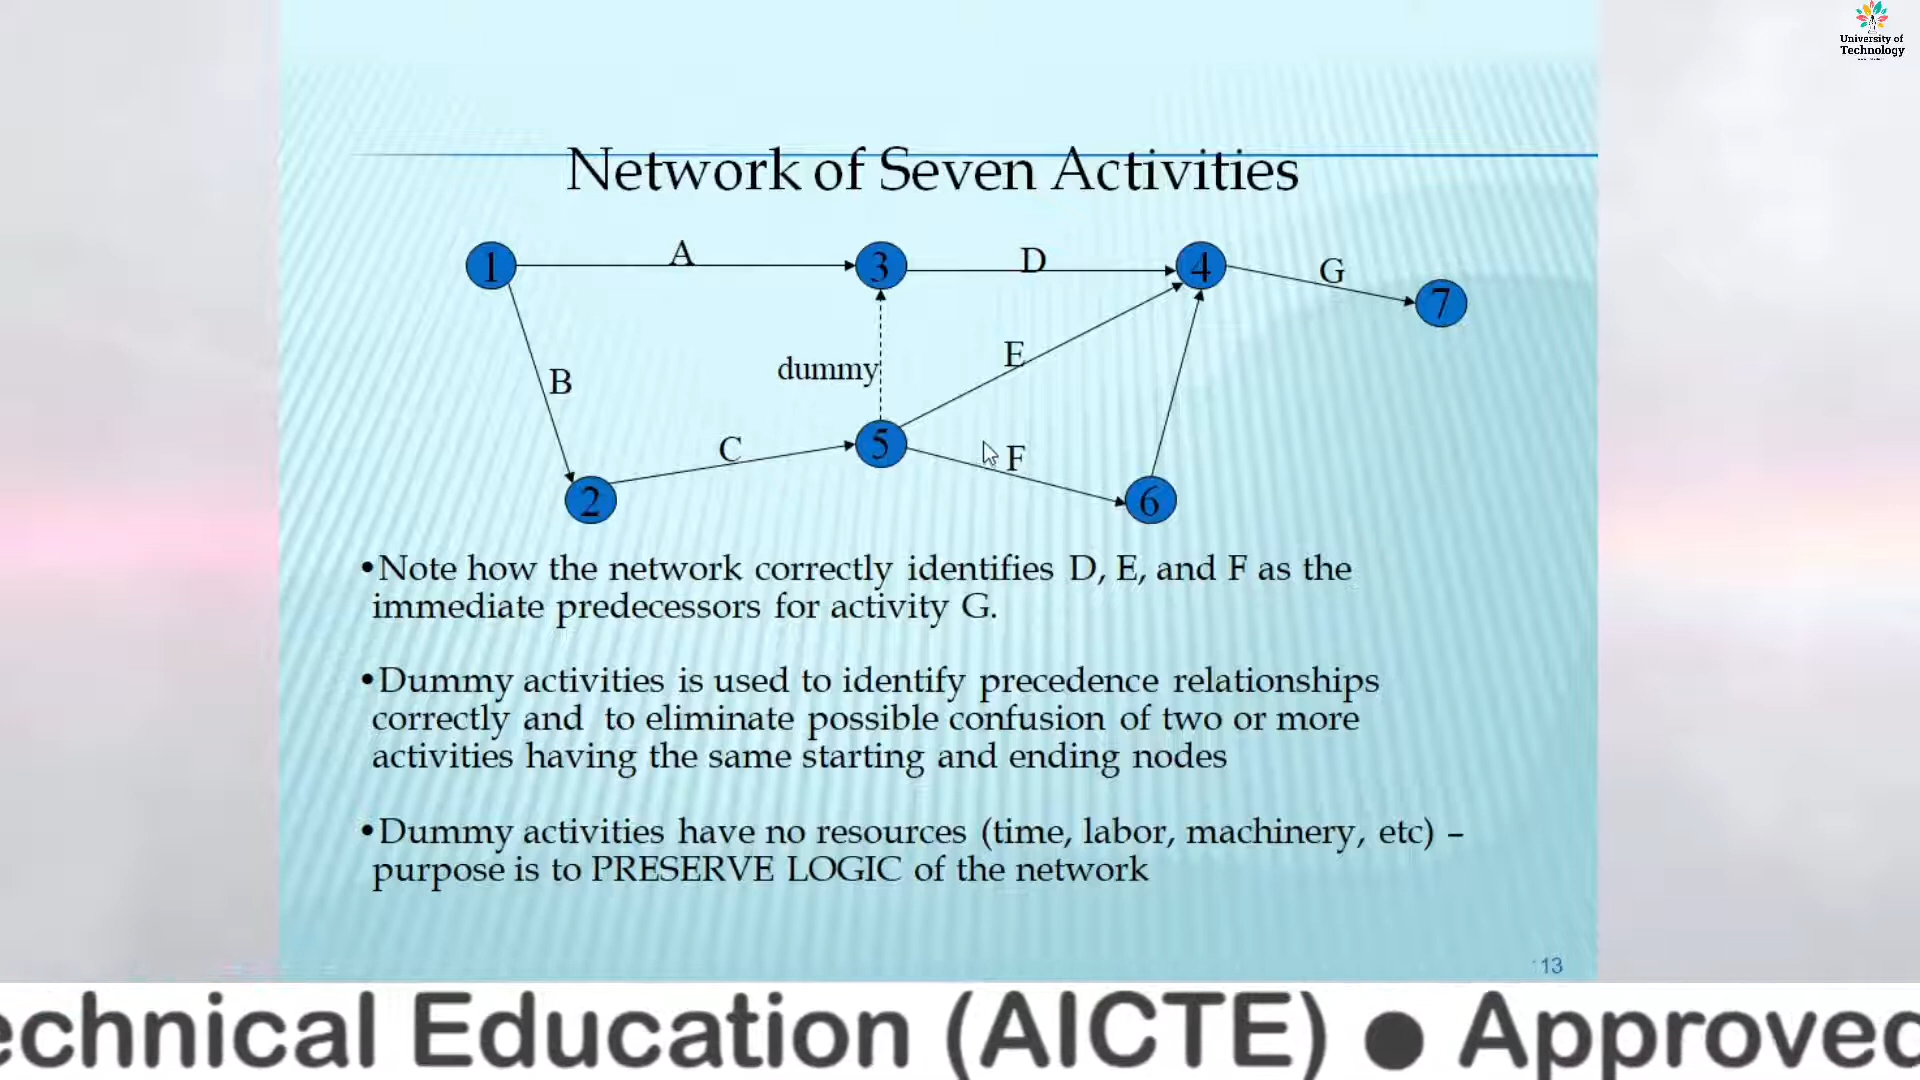 University of
Technology
Network of Seven Activities
1
A
3
D
4
G
7
B
dummy
E
C
5
F
2
6
•Note how the network correctly identifies D, E, and F as the
immediate predecessors for activity G.
•Dummy activities is used to identify precedence relationships
correctly and to eliminate possible confusion of two or more
activities having the same starting and ending nodes
•Dummy activities have no resources (time, labor, machinery, etc) –
purpose is to PRESERVE LOGIC of the network
13
echnical Education (AICTE) ● Approved